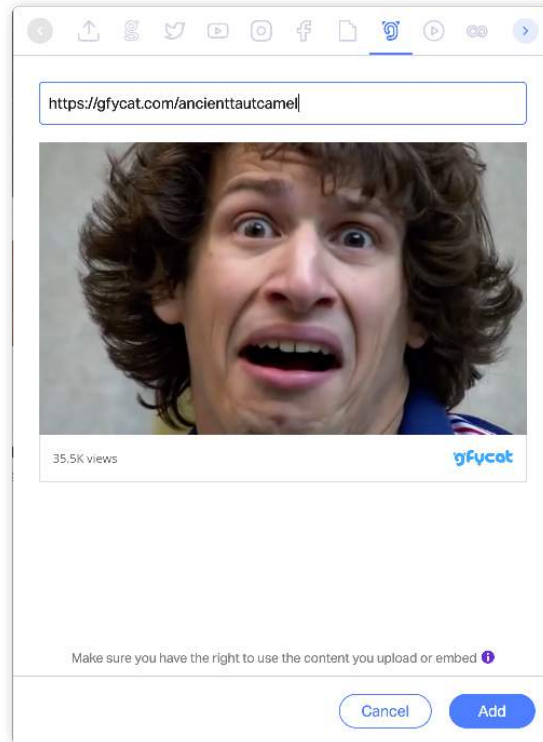 https://gfycat.com/ancienttautcamel
35.5K views
gfycat
Make sure you have the right to use the content you upload or embed
Cancel
Add